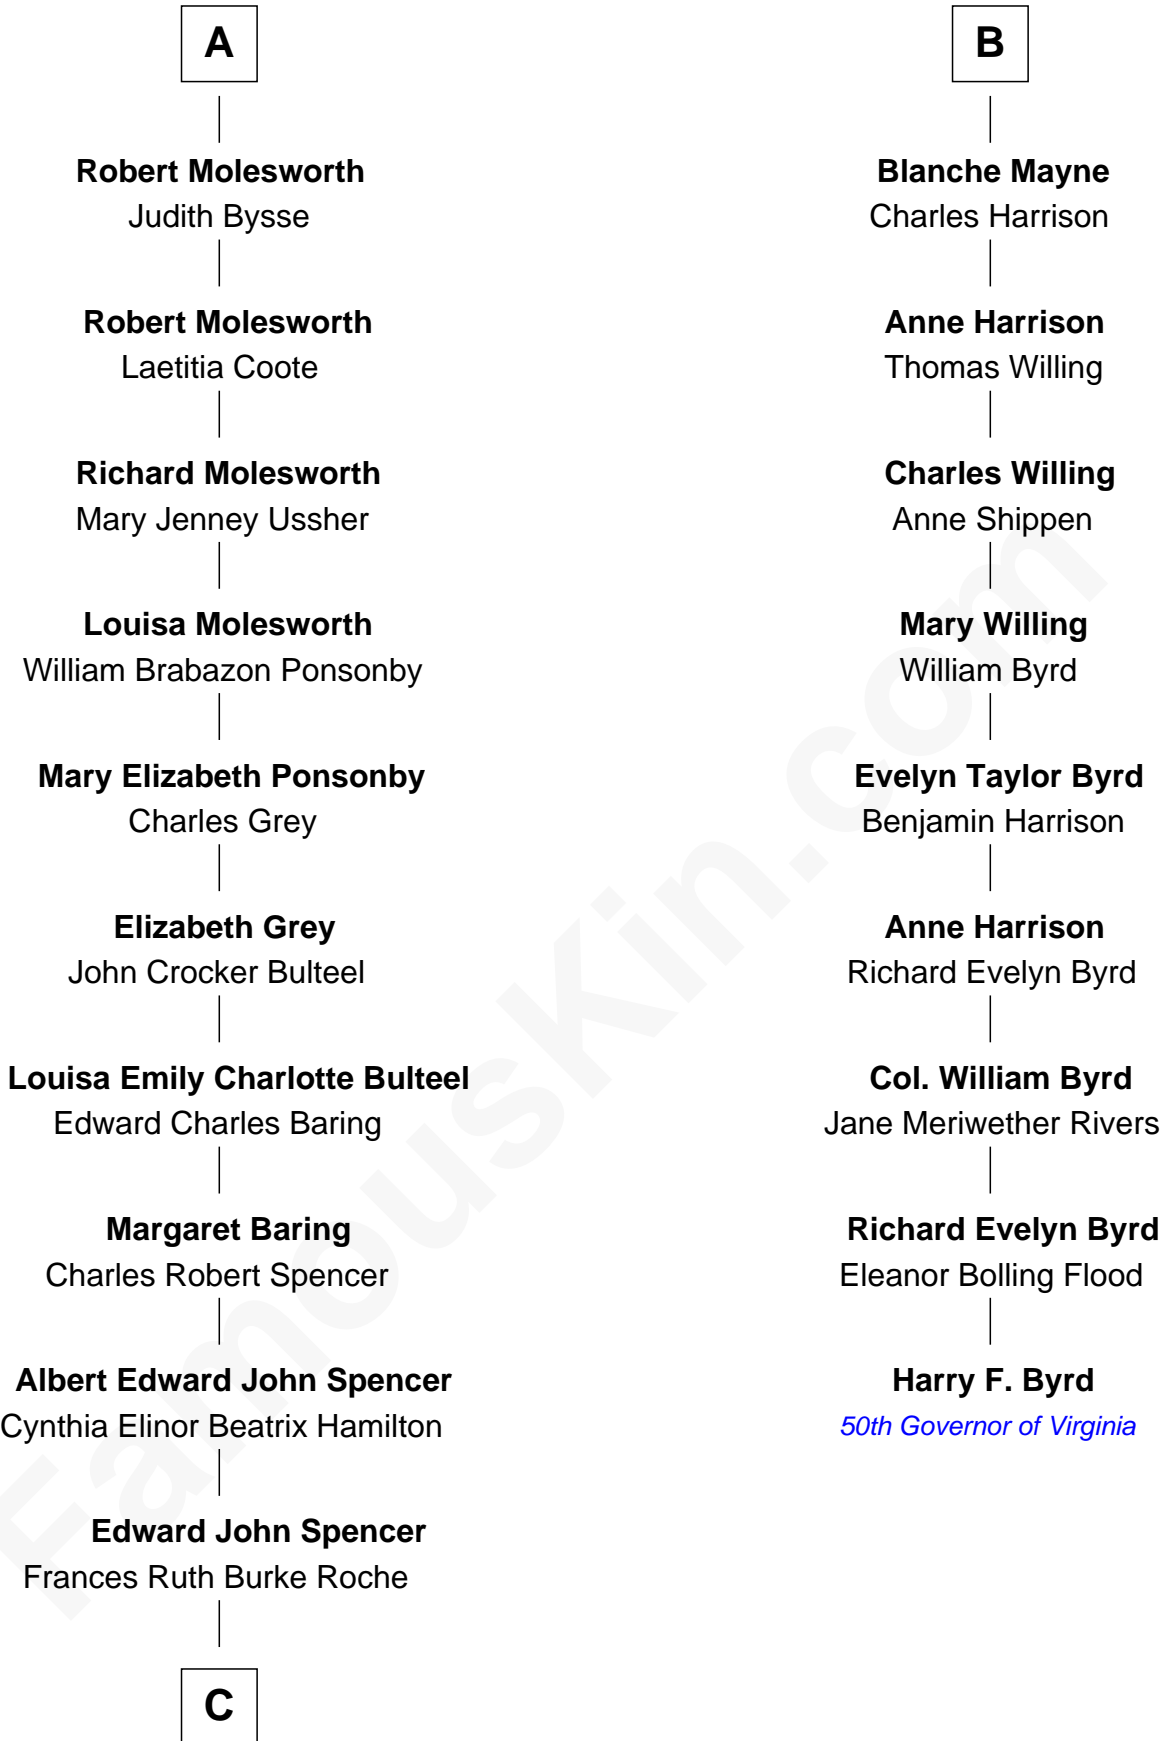 A
Robert Molesworth
Judith Bysse
Robert Molesworth
Laetitia Coote
Richard Molesworth
Mary Jenney Ussher
Louisa Molesworth
William Brabazon Ponsonby
Mary Elizabeth Ponsonby
Charles Grey
Elizabeth Grey
John Crocker Bulteel
Louisa Emily Charlotte Bulteel
Edward Charles Baring
Margaret Baring
Charles Robert Spencer
Albert Edward John Spencer
Cynthia Elinor Beatrix Hamilton
Edward John Spencer
Frances Ruth Burke Roche
C
B
Blanche Mayne
Charles Harrison
Anne Harrison
Thomas Willing
Charles Willing
Anne Shippen
Mary Willing
William Byrd
Evelyn Taylor Byrd
Benjamin Harrison
Anne Harrison
Richard Evelyn Byrd
Col. William Byrd
Jane Meriwether Rivers
Richard Evelyn Byrd
Eleanor Bolling Flood
Harry F. Byrd
50th Governor of Virginia
FamousKin.com